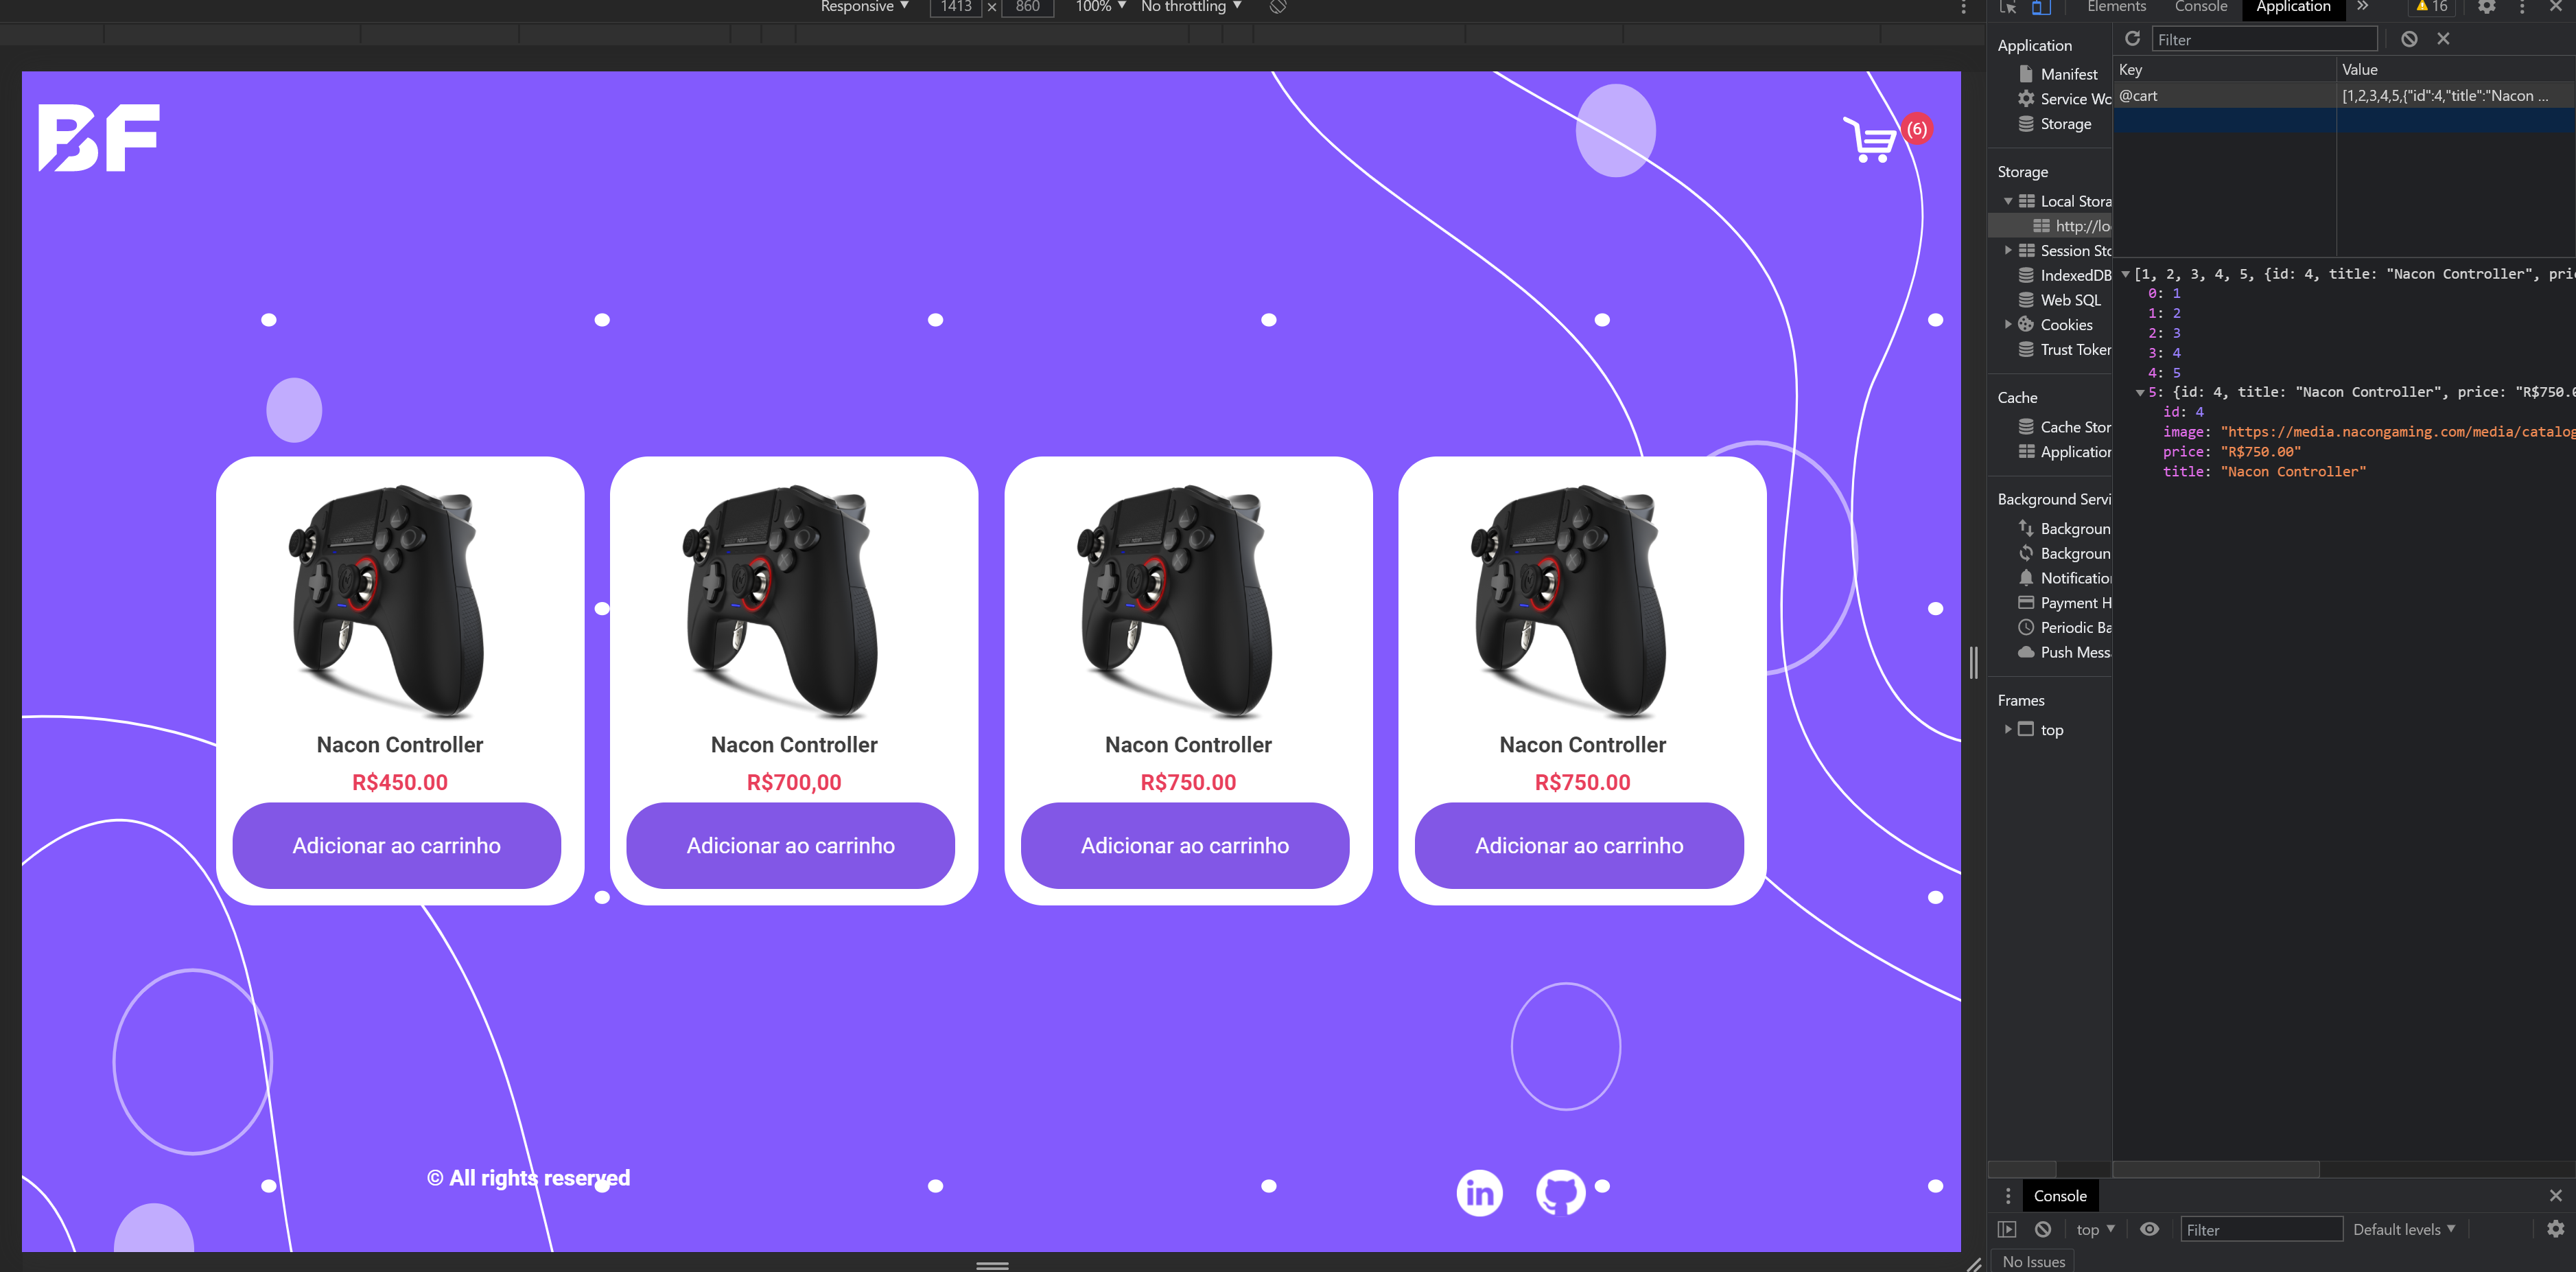 Responsive ▼ 1413 × 860 100% ▼ No throttling ▼
Elements Console Application » 16
BF
(6)
Nacon Controller
R$450.00
Adicionar ao carrinho
Nacon Controller
R$700,00
Adicionar ao carrinho
Nacon Controller
R$750.00
Adicionar ao carrinho
Nacon Controller
R$750.00
Adicionar ao carrinho
© All rights reserved
in
Application
Manifest
Service Wo
Storage
Storage
Local Stora
http://lo
Session Sto
IndexedDB
Web SQL
Cookies
Trust Token
Cache
Cache Stor
Application
Background Servi
Backgroun
Backgroun
Notification
Payment H
Periodic Ba
Push Mess
Frames
top
Filter
Key Value
@cart [1,2,3,4,5,{"id":4,"title":"Nacon ...
[1, 2, 3, 4, 5, {id: 4, title: "Nacon Controller", pri
0: 1
1: 2
2: 3
3: 4
4: 5
5: {id: 4, title: "Nacon Controller", price: "R$750.0
id: 4
image: "https://media.nacongaming.com/media/catalog
price: "R$750.00"
title: "Nacon Controller"
Console
top ▼ Filter Default levels ▼
No Issues